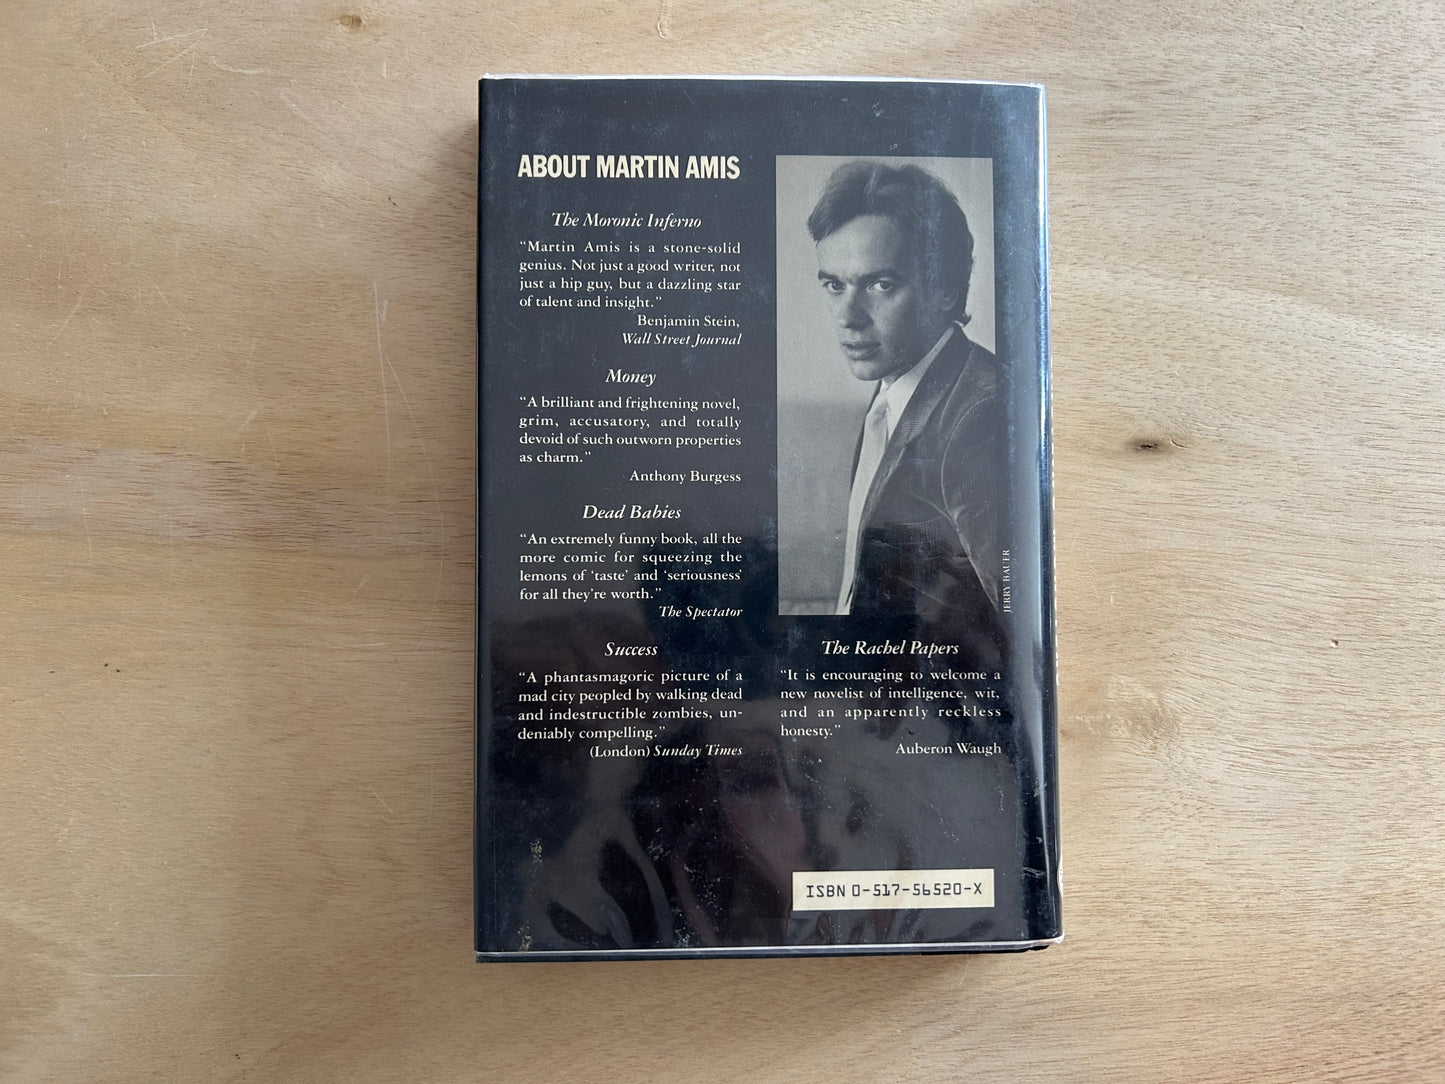 ABOUT MARTIN AMIS
The Moronic Inferno
“Martin Amis is a stone-solid
genius. Not just a good writer, not
just a hip guy, but a dazzling star
of talent and insight.”
Benjamin Stein,
Wall Street Journal
Money
“A brilliant and frightening novel,
grim, accusatory, and totally
devoid of such outworn properties
as charm.”
Anthony Burgess
Dead Babies
“An extremely funny book, all the
more comic for squeezing the
lemons of ‘taste’ and ‘seriousness’
for all they’re worth.”
The Spectator
Success
“A phantasmagoric picture of a
mad city peopled by walking dead
and indestructible zombies, un-
deniably compelling.”
(London) Sunday Times
JERRY BAUER
The Rachel Papers
“It is encouraging to welcome a
new novelist of intelligence, wit,
and an apparently reckless
honesty.”
Auberon Waugh
ISBN 0-517-56520-X